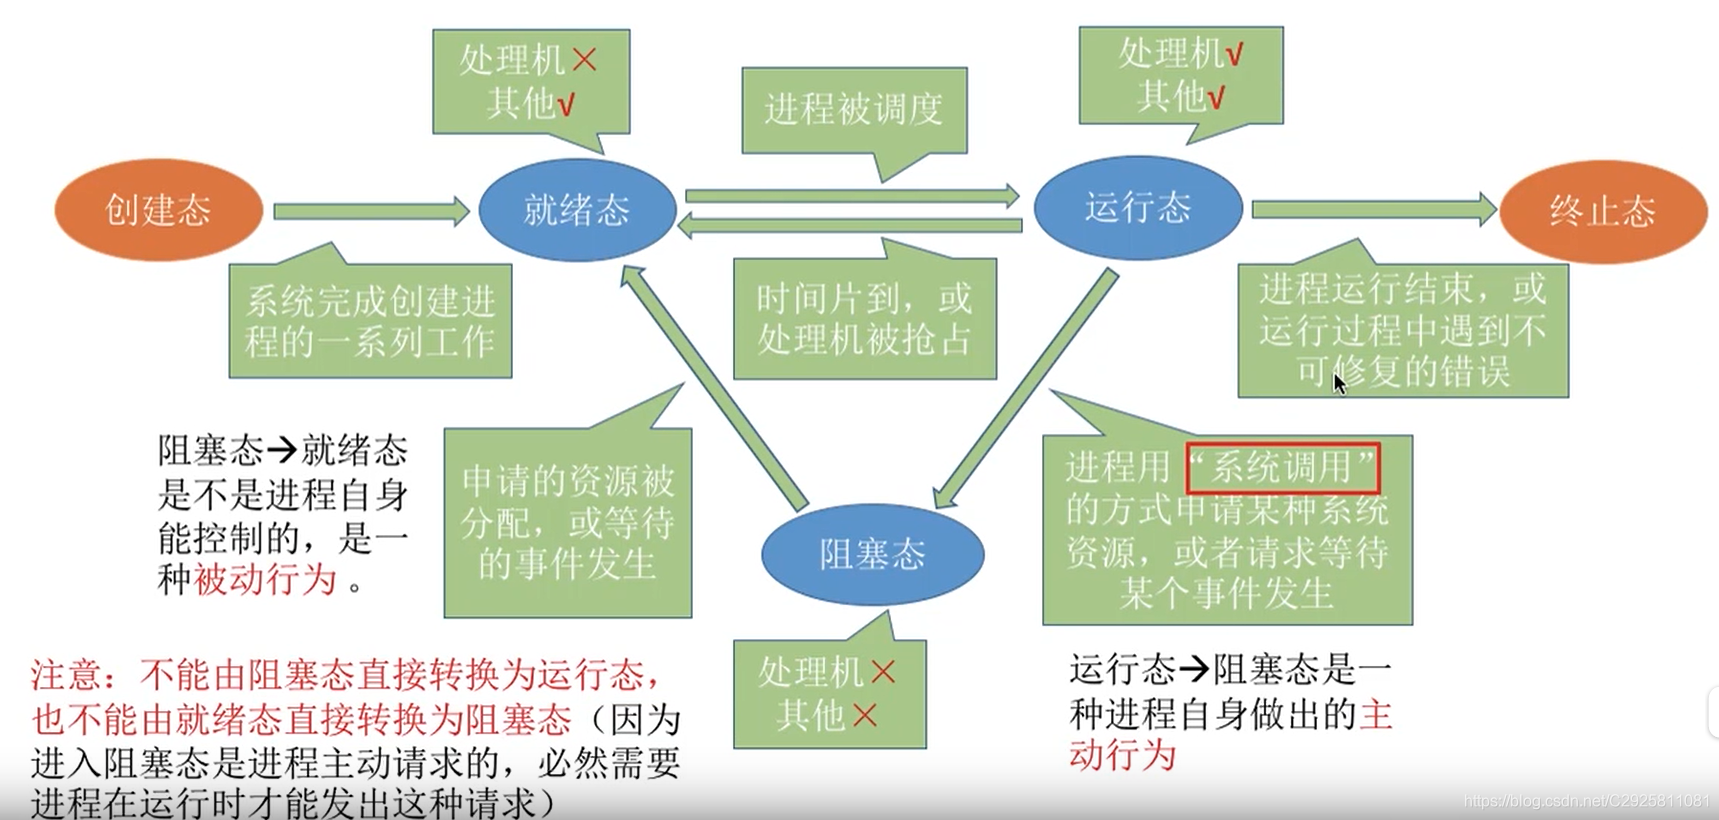 处理机×
其他√
进程被调度
处理机√
其他√
创建态
就绪态
运行态
终止态
系统完成创建进
程的一系列工作
时间片到，或
处理机被抢占
进程运行结束，或
运行过程中遇到不
可修复的错误
阻塞态→就绪态
是不是进程自身
能控制的，是一
种被动行为。
申请的资源被
分配，或等待
的事件发生
进程用“系统调用”
的方式申请某种系统
资源，或者请求等待
某个事件发生
阻塞态
处理机×
其他×
注意：不能由阻塞态直接转换为运行态，
也不能由就绪态直接转换为阻塞态（因为
进入阻塞态是进程主动请求的，必然需要
进程在运行时才能发出这种请求）
运行态→阻塞态是一
种进程自身做出的主
动行为
https://blog.csdn.net/C2925811081